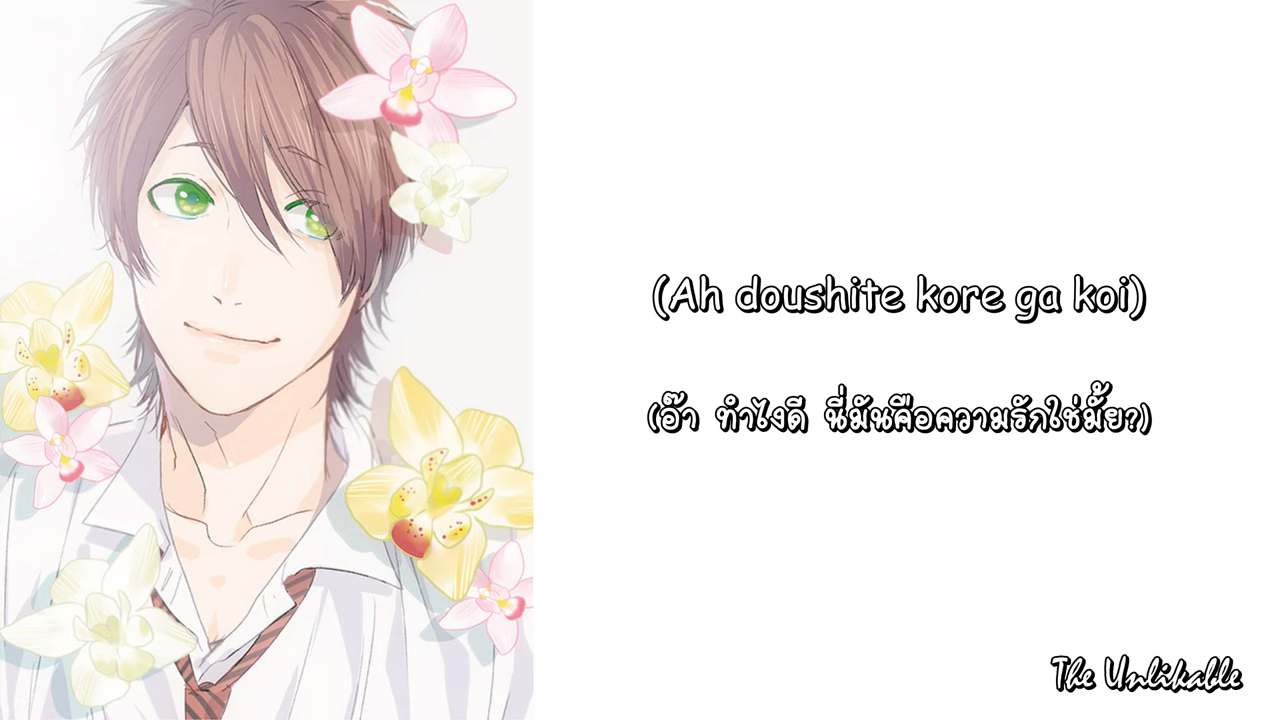 (Ah doushite kore ga koi)
(อ๊า ทำไงดี นี่มันคือความรักใช่มั้ย?)
The Unlikable